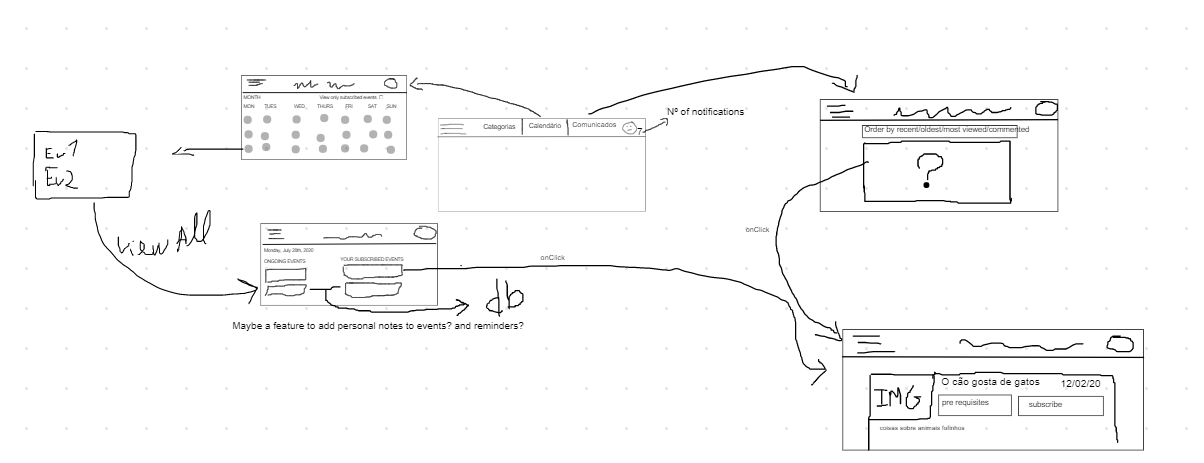 MONTH
View only subscribed events
MON TUES WED, THURS FRI SAT SUN
Ev1
Ev2
View All
Categorias Calendário Comunicados
7
Nº of notifications
Order by recent/oldest/most viewed/commented
?
onClick
Monday, July 28th, 2020
ONGOING EVENTS YOUR SUBSCRIBED EVENTS
onClick
db
Maybe a feature to add personal notes to events? and reminders?
IMG
O cão gosta de gatos 12/02/20
pre requisites subscribe
coisas sobre animais fofinhos